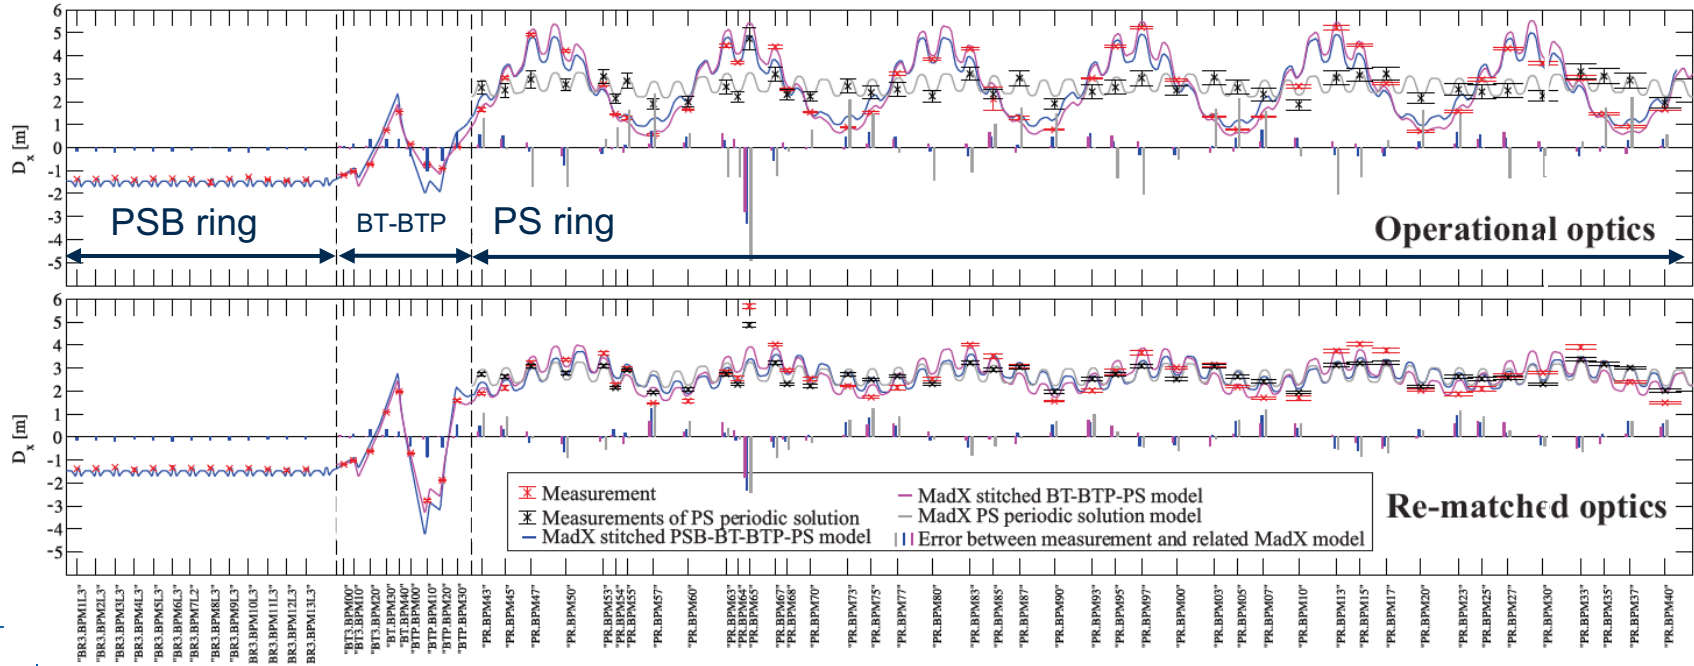 6
5
4
3
2
1
0
-1
-2
-3
-4
-5
D_x [m]
PSB ring
BT-BTP
PS ring
Operational optics
6
5
4
3
2
1
0
-1
-2
-3
-4
-5
D_x [m]
Measurement
Measurements of PS periodic solution
MadX stitched PSB-BT-BTP-PS model
MadX stitched BT-BTP-PS model
MadX PS periodic solution model
Error between measurement and related MadX model
Re-matched optics
"BR3.BPM1L3"
"BR3.BPM2L3"
"BR3.BPM3L3"
"BR3.BPM4L3"
"BR3.BPM5L3"
"BR3.BPM6L3"
"BR3.BPM7L2"
"BR3.BPM8L3"
"BR3.BPM9L3"
BR3.BPM10L3"
BR3.BPM11L3"
BR3.BPM12L3"
BR3.BPM13L3"
"BT3.BPM00"
"BT3.BPM10"
"BT3.BPM20"
"BT.BPM30"
"BT.BPM40"
"BTP.BPM00"
"BTP.BPM10"
"BTP.BPM20"
"BTP.BPM30"
"PR.BPM43"
"PR.BPM45"
"PR.BPM47"
"PR.BPM50"
"PR.BPM53"
"PR.BPM54"
"PR.BPM55"
"PR.BPM57"
"PR.BPM60"
"PR.BPM63"
"PR.BPM64"
"PR.BPM65"
"PR.BPM67"
"PR.BPM68"
"PR.BPM70"
"PR.BPM73"
"PR.BPM75"
"PR.BPM77"
"PR.BPM80"
"PR.BPM83"
"PR.BPM85"
"PR.BPM87"
"PR.BPM90"
"PR.BPM93"
"PR.BPM95"
"PR.BPM97"
"PR.BPM00"
"PR.BPM03"
"PR.BPM05"
"PR.BPM07"
"PR.BPM10"
"PR.BPM13"
"PR.BPM15"
"PR.BPM17"
"PR.BPM20"
"PR.BPM23"
"PR.BPM25"
"PR.BPM27"
"PR.BPM30"
"PR.BPM33"
"PR.BPM35"
"PR.BPM37"
"PR.BPM40"